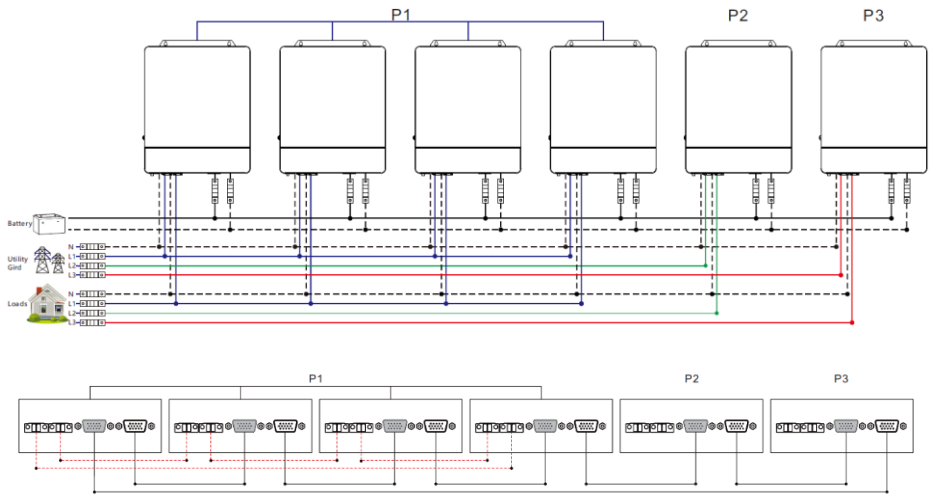 P1 P2 P3
Battery
N
L1
Utility
Gird
L2
L3
N
Loads
L1
L2
L3
P1 P2 P3